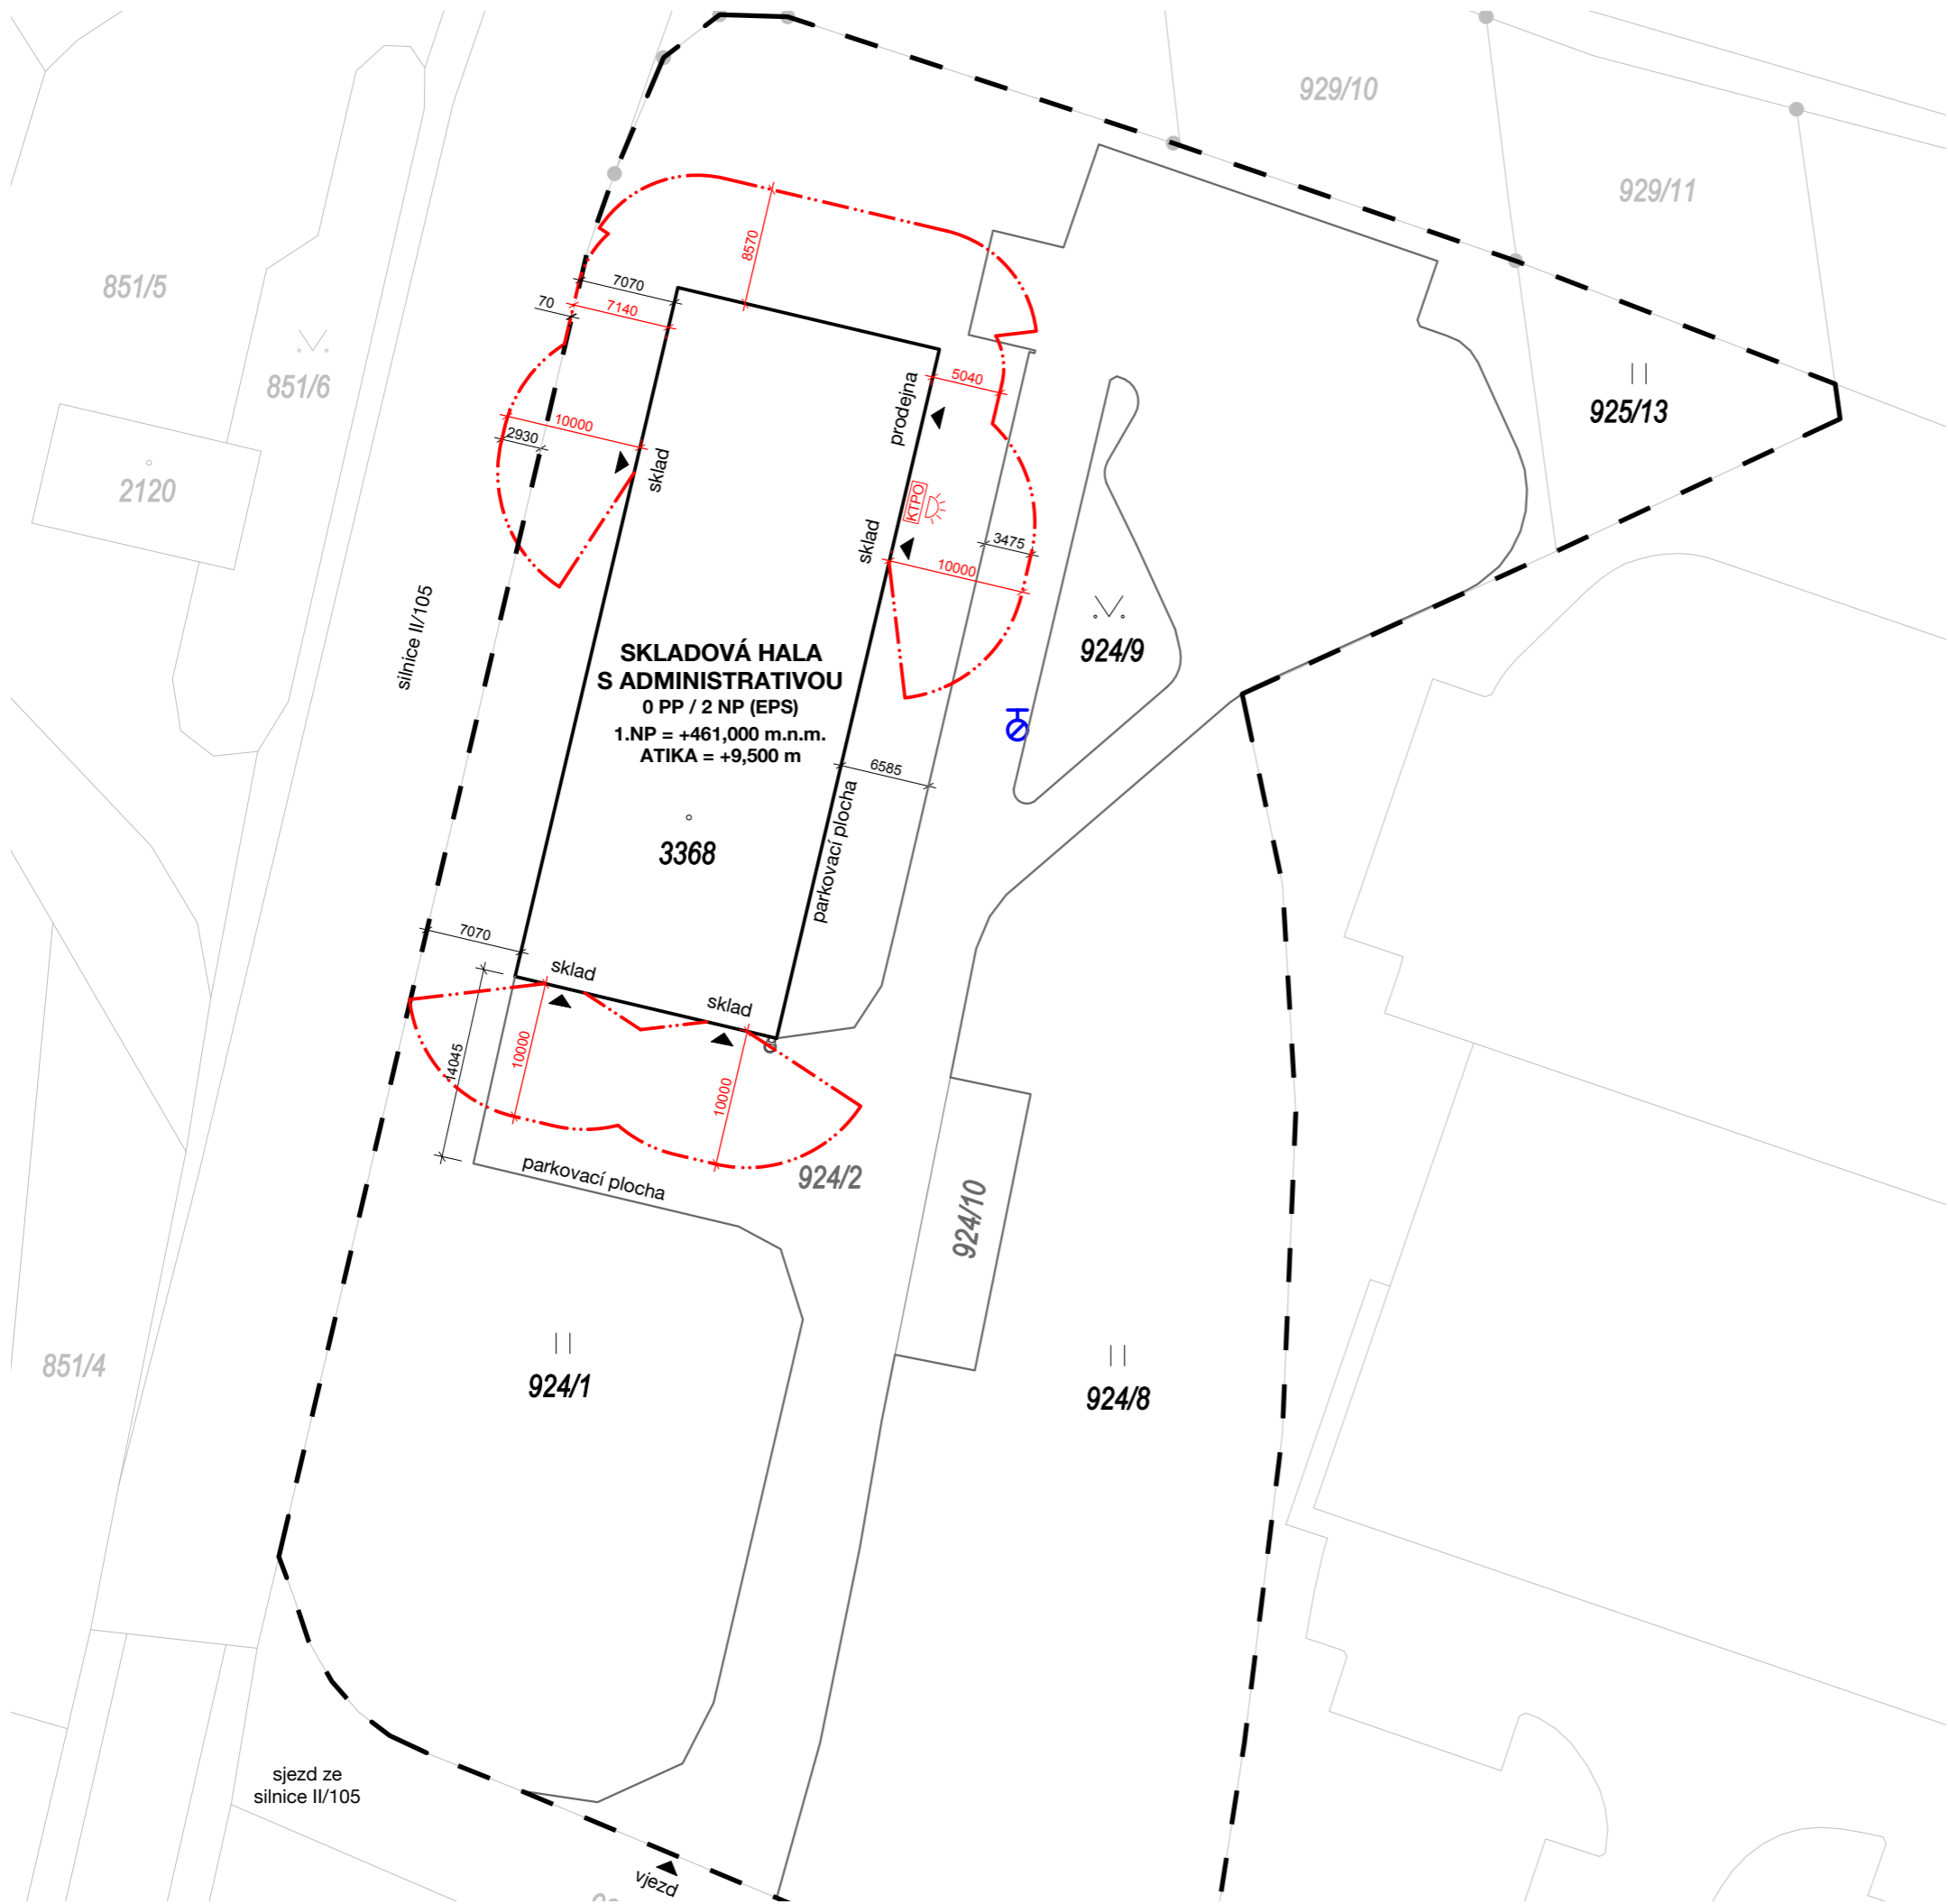 929/10
929/11
851/5
8570
7070
70
7140
851/6
prodejna
5040
925/13
10000
2930
sklad
2120
KTPO
sklad
3475
10000
silnice II/105
SKLADOVÁ HALA
S ADMINISTRATIVOU
0 PP / 2 NP (EPS)
1.NP = +461,000 m.n.m.
ATIKA = +9,500 m
924/9
6585
parkovací plocha
3368
7070
sklad
sklad
10000
14045
10000
parkovací plocha
924/2
924/10
851/4
924/1
924/8
sjezd ze
silnice II/105
vjezd